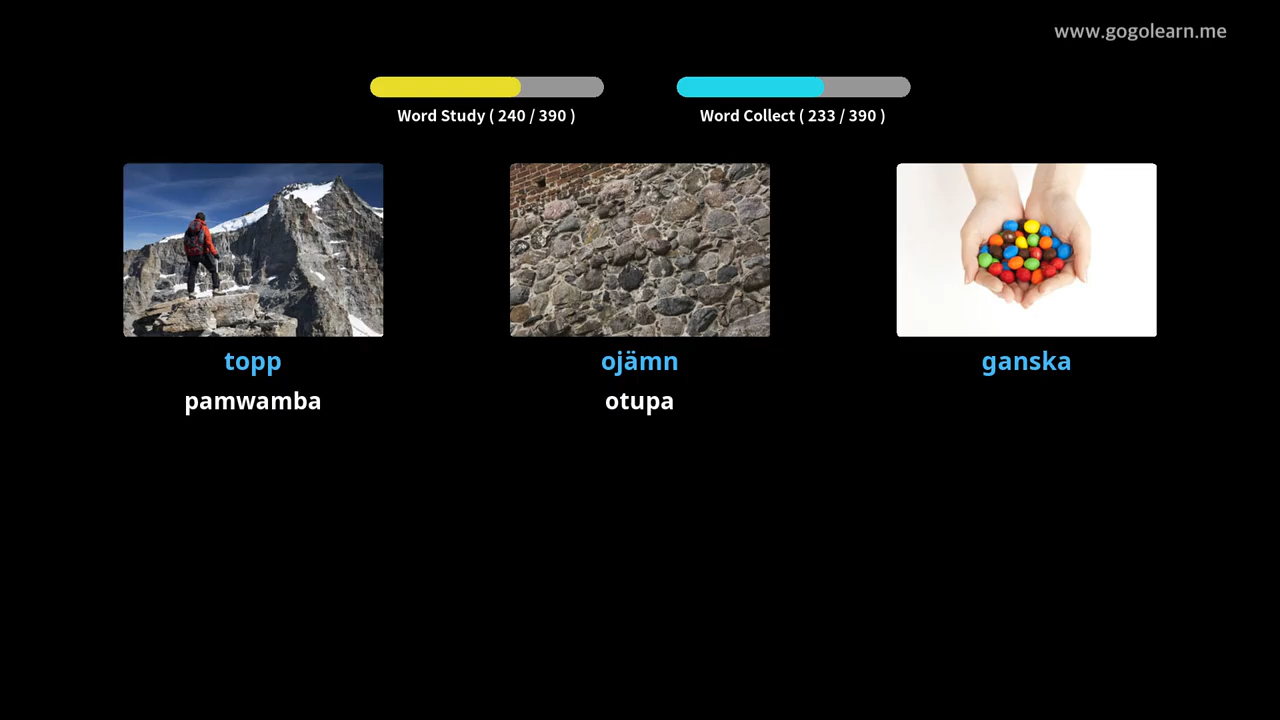 www.gogolearn.me
Word Study ( 240 / 390 )
Word Collect ( 233 / 390 )
topp
ojämn
ganska
pamwamba
otupa